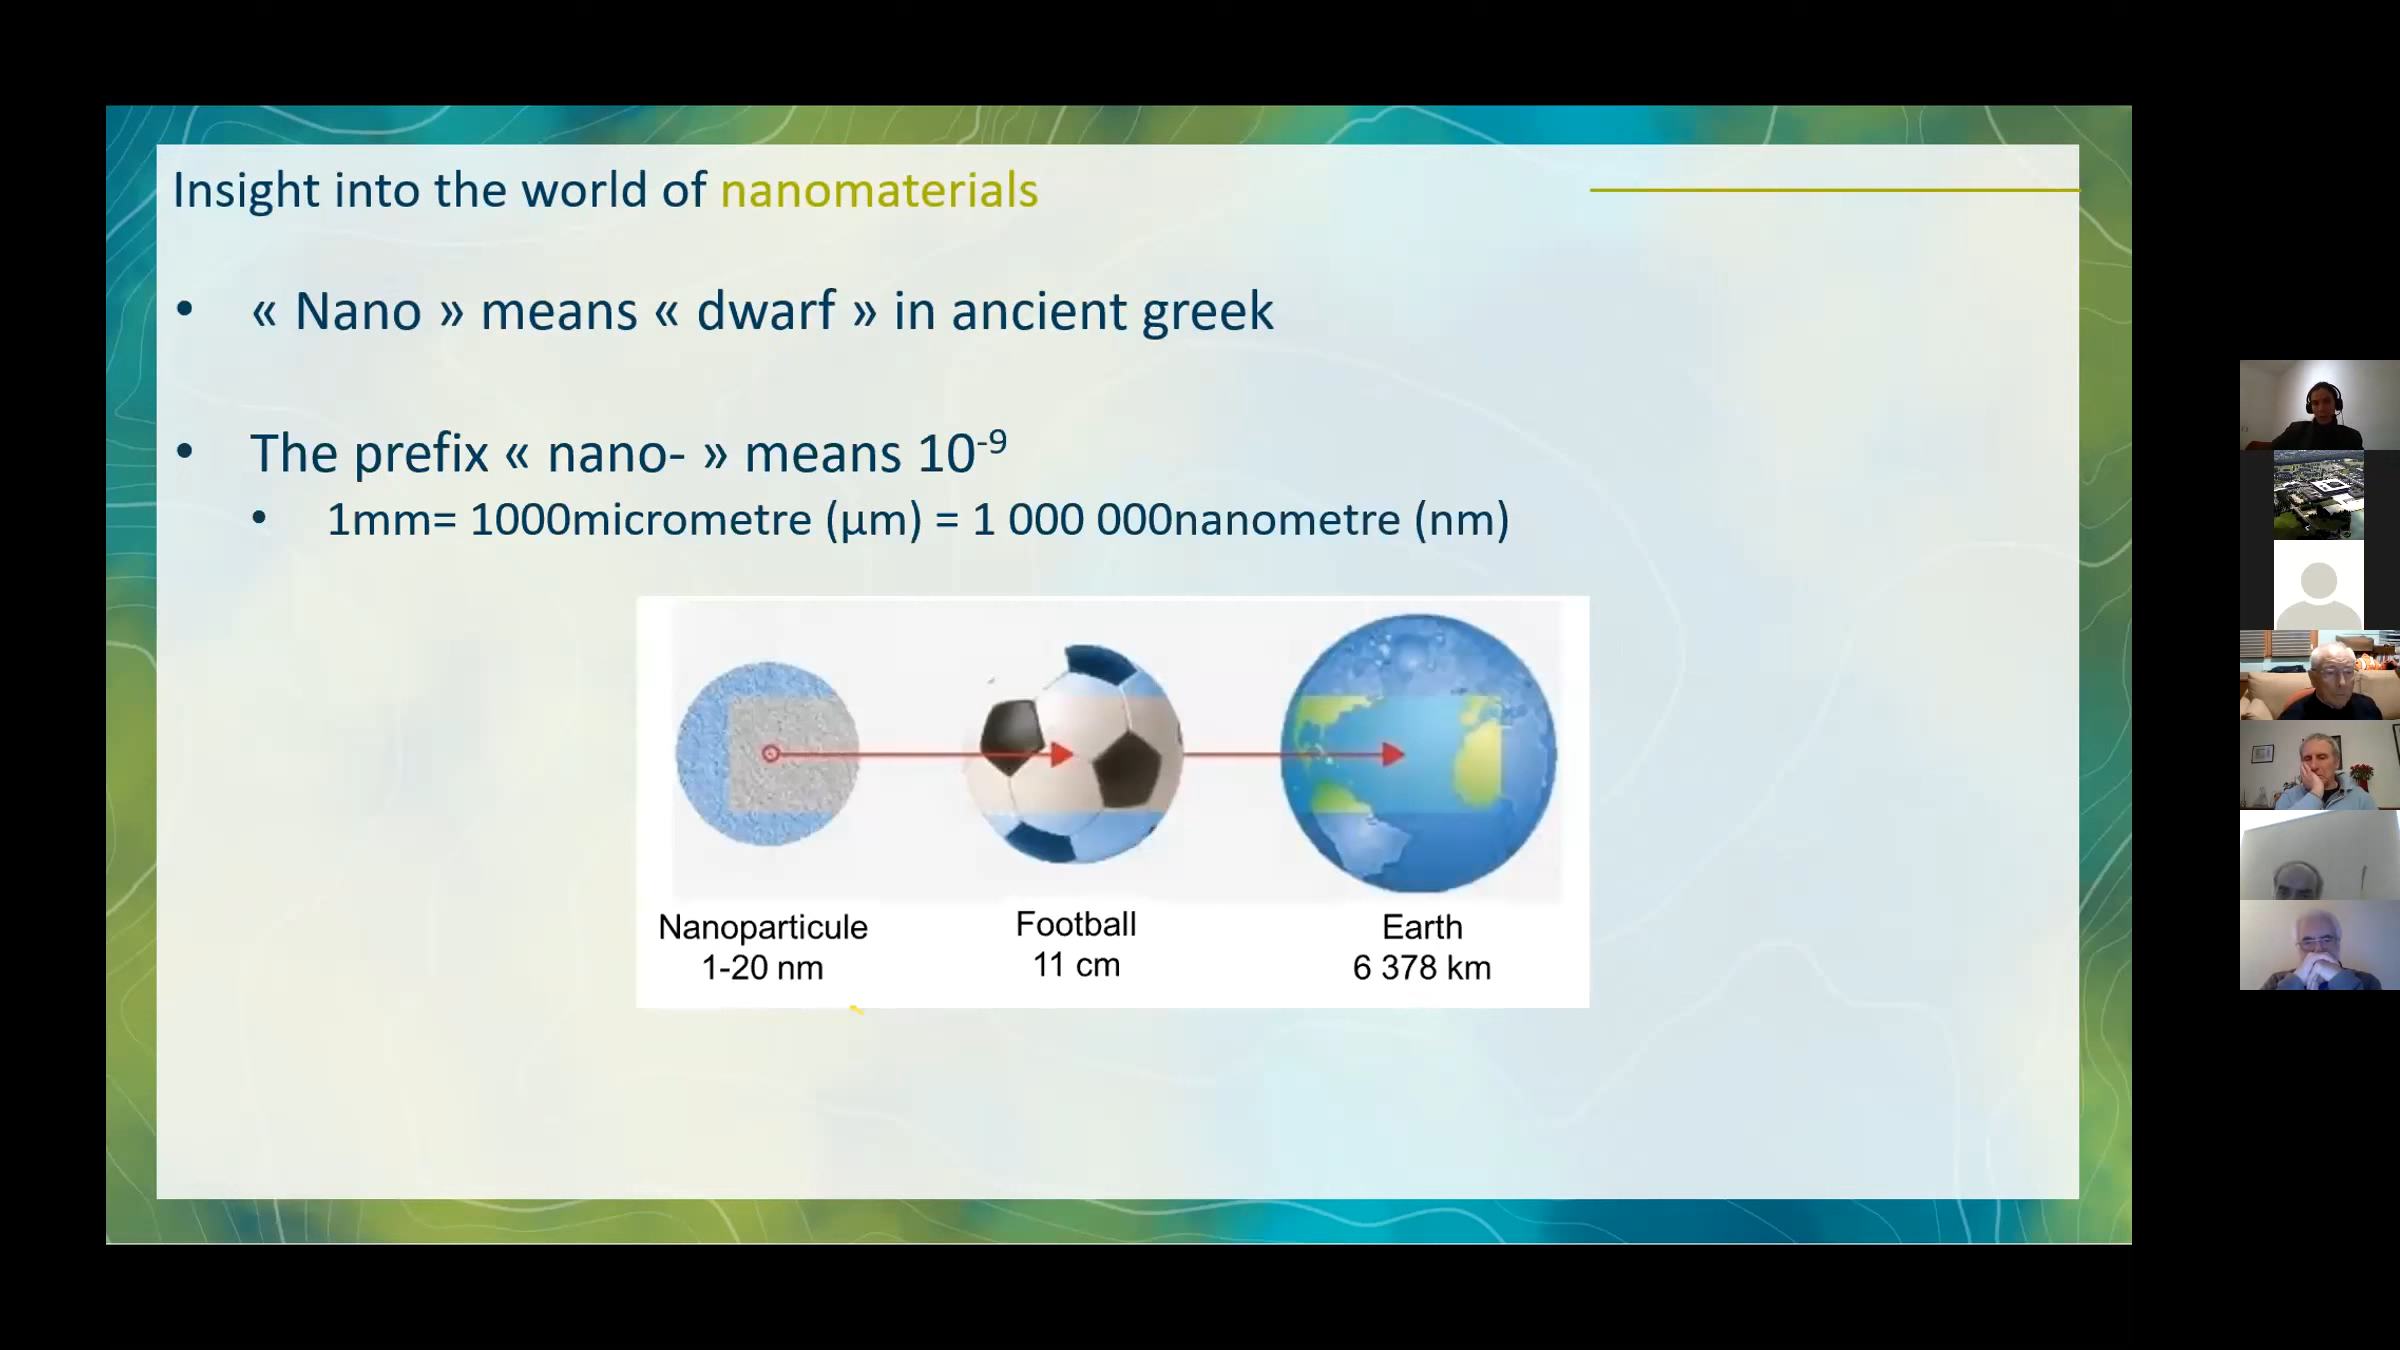 Insight into the world of nanomaterials
• « Nano » means « dwarf » in ancient greek
• The prefix « nano- » means 10⁻⁹
• 1mm= 1000micrometre (µm) = 1 000 000nanometre (nm)
Nanoparticule
1-20 nm
Football
11 cm
Earth
6 378 km